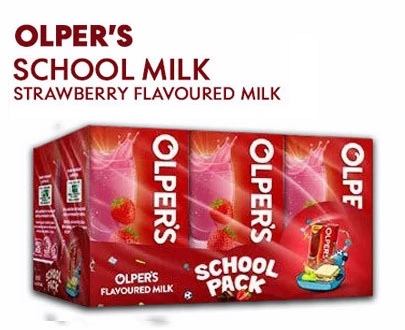 OLPER'S
SCHOOL MILK
STRAWBERRY FLAVOURED MILK
OLPER'S
OLPER'S
OLPE
OLPER'S
FLAVOURED MILK
SCHOOL
PACK
OLPER'S